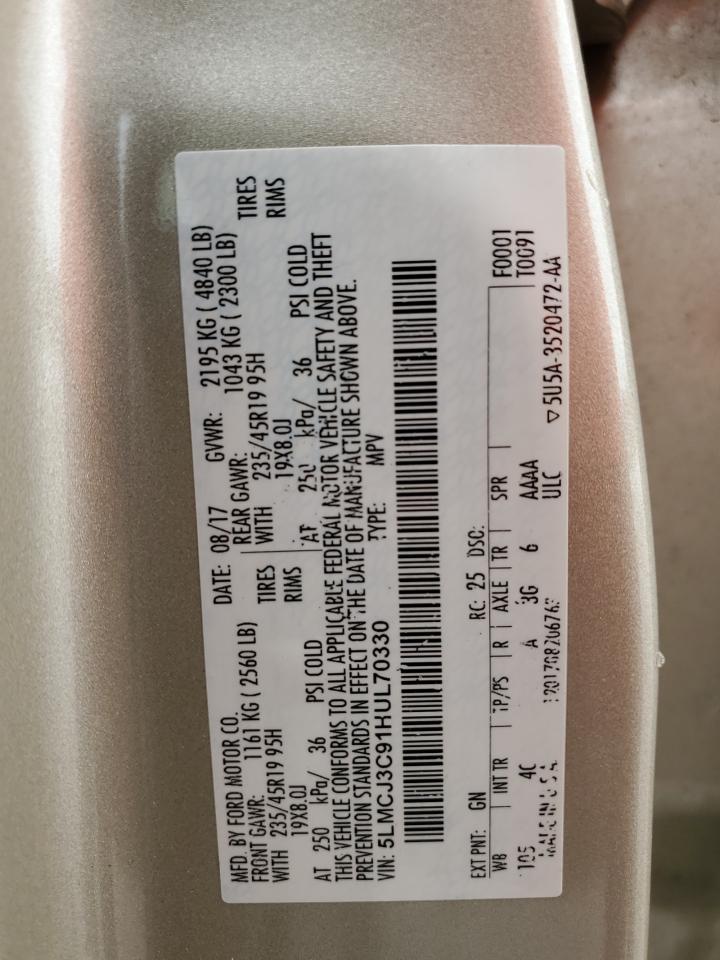 MFD. BY FORD MOTOR CO. DATE: 08/17 GVWR: 2195 KG ( 4840 LB)
FRONT GAWR: 1161 KG ( 2560 LB) REAR GAWR: 1043 KG ( 2300 LB)
WITH 235/45R19 95H TIRES WITH 235/45R19 95H TIRES
19X8.0J RIMS 19X8.0J RIMS
AT 250 kPa/ 36 PSI COLD AT 250 kPa/ 36 PSI COLD
THIS VEHICLE CONFORMS TO ALL APPLICABLE FEDERAL MOTOR VEHICLE SAFETY AND THEFT
PREVENTION STANDARDS IN EFFECT ON THE DATE OF MANUFACTURE SHOWN ABOVE.
VIN: 5LMCJ3C91HUL70330 TYPE: MPV
EXT PNT: GN RC: 25 DSC:
WB INT TR TP/PS R AXLE TR SPR F0001
105 4C A 3G 6 AAAA T0091
MADE IN U.S.A. ULC
▽5U5A-3520472-AA